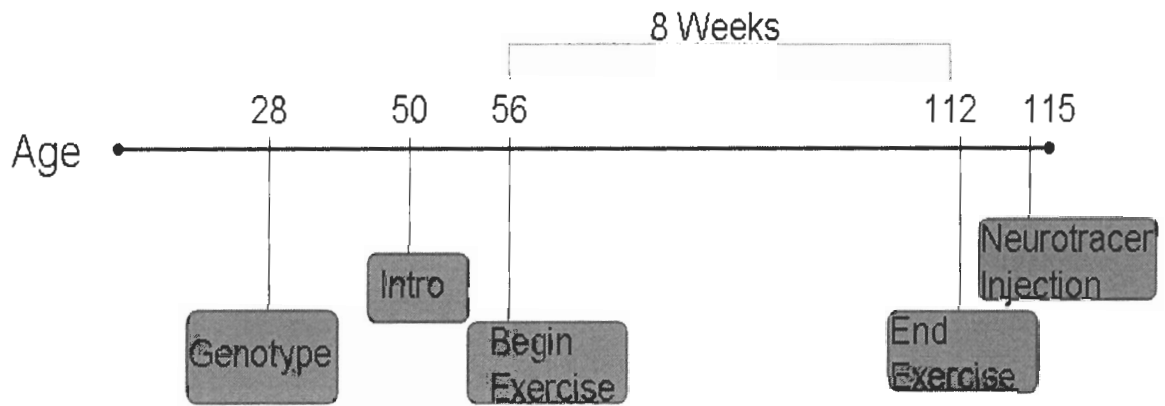 8 Weeks
28 50 56 112 115
Age
Neurotracer
Injection
Intro
Genotype
Begin
Exercise
End
Exercise